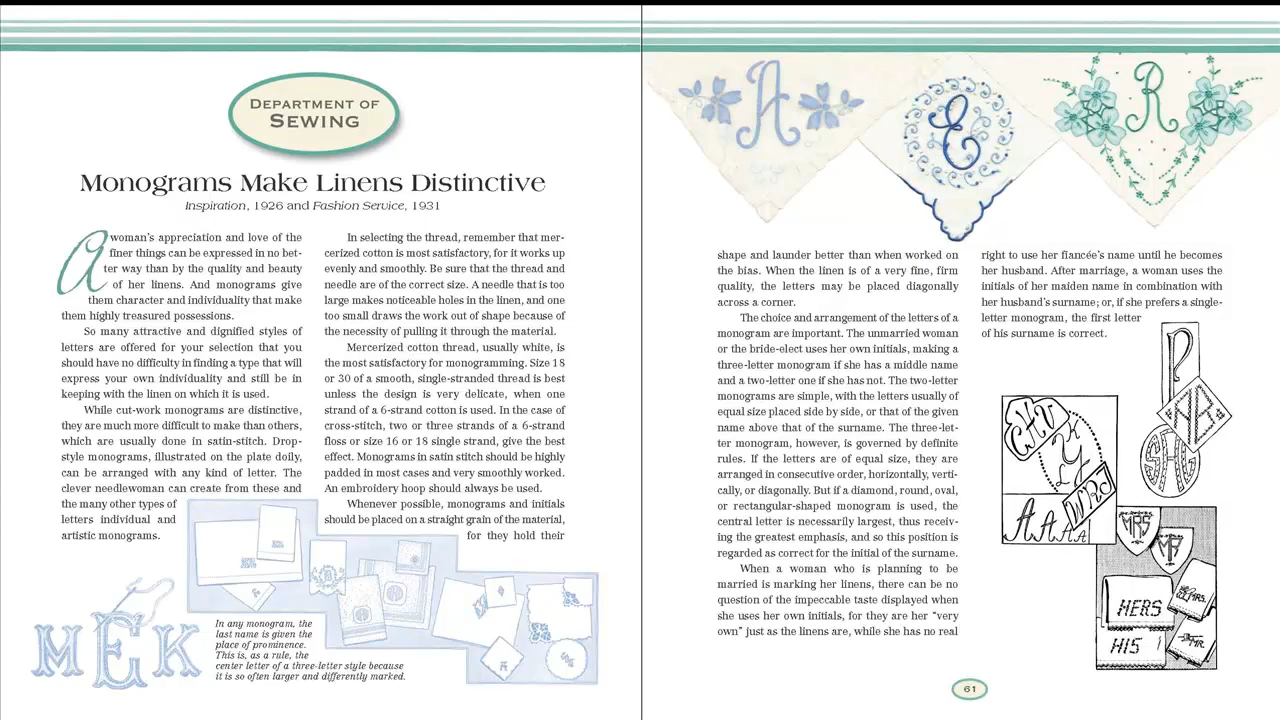 DEPARTMENT OF
SEWING
Monograms Make Linens Distinctive
Inspiration, 1926 and Fashion Service, 1931
A woman's appreciation and love of the
finer things can be expressed in no bet-
ter way than by the quality and beauty
of her linens. And monograms give
them character and individuality that make
them highly treasured possessions.
So many attractive and dignified styles of
letters are offered for your selection that you
should have no difficulty in finding a type that will
express your own individuality and still be in
keeping with the linen on which it is used.
While cut-work monograms are distinctive,
they are much more difficult to make than others,
which are usually done in satin-stitch. Drop-
style monograms, illustrated on the plate doily,
can be arranged with any kind of letter. The
clever needlewoman can create from these and
the many other types of
letters individual and
artistic monograms.
MEK
In any monogram, the
last name is given the
place of prominence.
This is, as a rule, the
center letter of a three-letter style because
it is so often larger and differently marked.
In selecting the thread, remember that mer-
cerized cotton is most satisfactory, for it works up
evenly and smoothly. Be sure that the thread and
needle are of the correct size. A needle that is too
large makes noticeable holes in the linen, and one
too small draws the work out of shape because of
the necessity of pulling it through the material.
Mercerized cotton thread, usually white, is
the most satisfactory for monogramming. Size 18
or 30 of a smooth, single-stranded thread is best
unless the design is very delicate, when one
strand of a 6-strand cotton is used. In the case of
cross-stitch, two or three strands of a 6-strand
floss or size 16 or 18 single strand, give the best
effect. Monograms in satin stitch should be highly
padded in most cases and very smoothly worked.
An embroidery hoop should always be used.
Whenever possible, monograms and initials
should be placed on a straight grain of the material,
for they hold their
A
E
R
shape and launder better than when worked on
the bias. When the linen is of a very fine, firm
quality, the letters may be placed diagonally
across a corner.
The choice and arrangement of the letters of a
monogram are important. The unmarried woman
or the bride-elect uses her own initials, making a
three-letter monogram if she has a middle name
and a two-letter one if she has not. The two-letter
monograms are simple, with the letters usually of
equal size placed side by side, or that of the given
name above that of the surname. The three-let-
ter monogram, however, is governed by definite
rules. If the letters are of equal size, they are
arranged in consecutive order, horizontally, verti-
cally, or diagonally. But if a diamond, round, oval,
or rectangular-shaped monogram is used, the
central letter is necessarily largest, thus receiv-
ing the greatest emphasis, and so this position is
regarded as correct for the initial of the surname.
When a woman who is planning to be
married is marking her linens, there can be no
question of the impeccable taste displayed when
she uses her own initials, for they are her "very
own" just as the linens are, while she has no real
right to use her fiancée's name until he becomes
her husband. After marriage, a woman uses the
initials of her maiden name in combination with
her husband's surname; or, if she prefers a single-
letter monogram, the first letter
of his surname is correct.
P
AAAA
MRS
MR
HERS
HIS
MR.
61